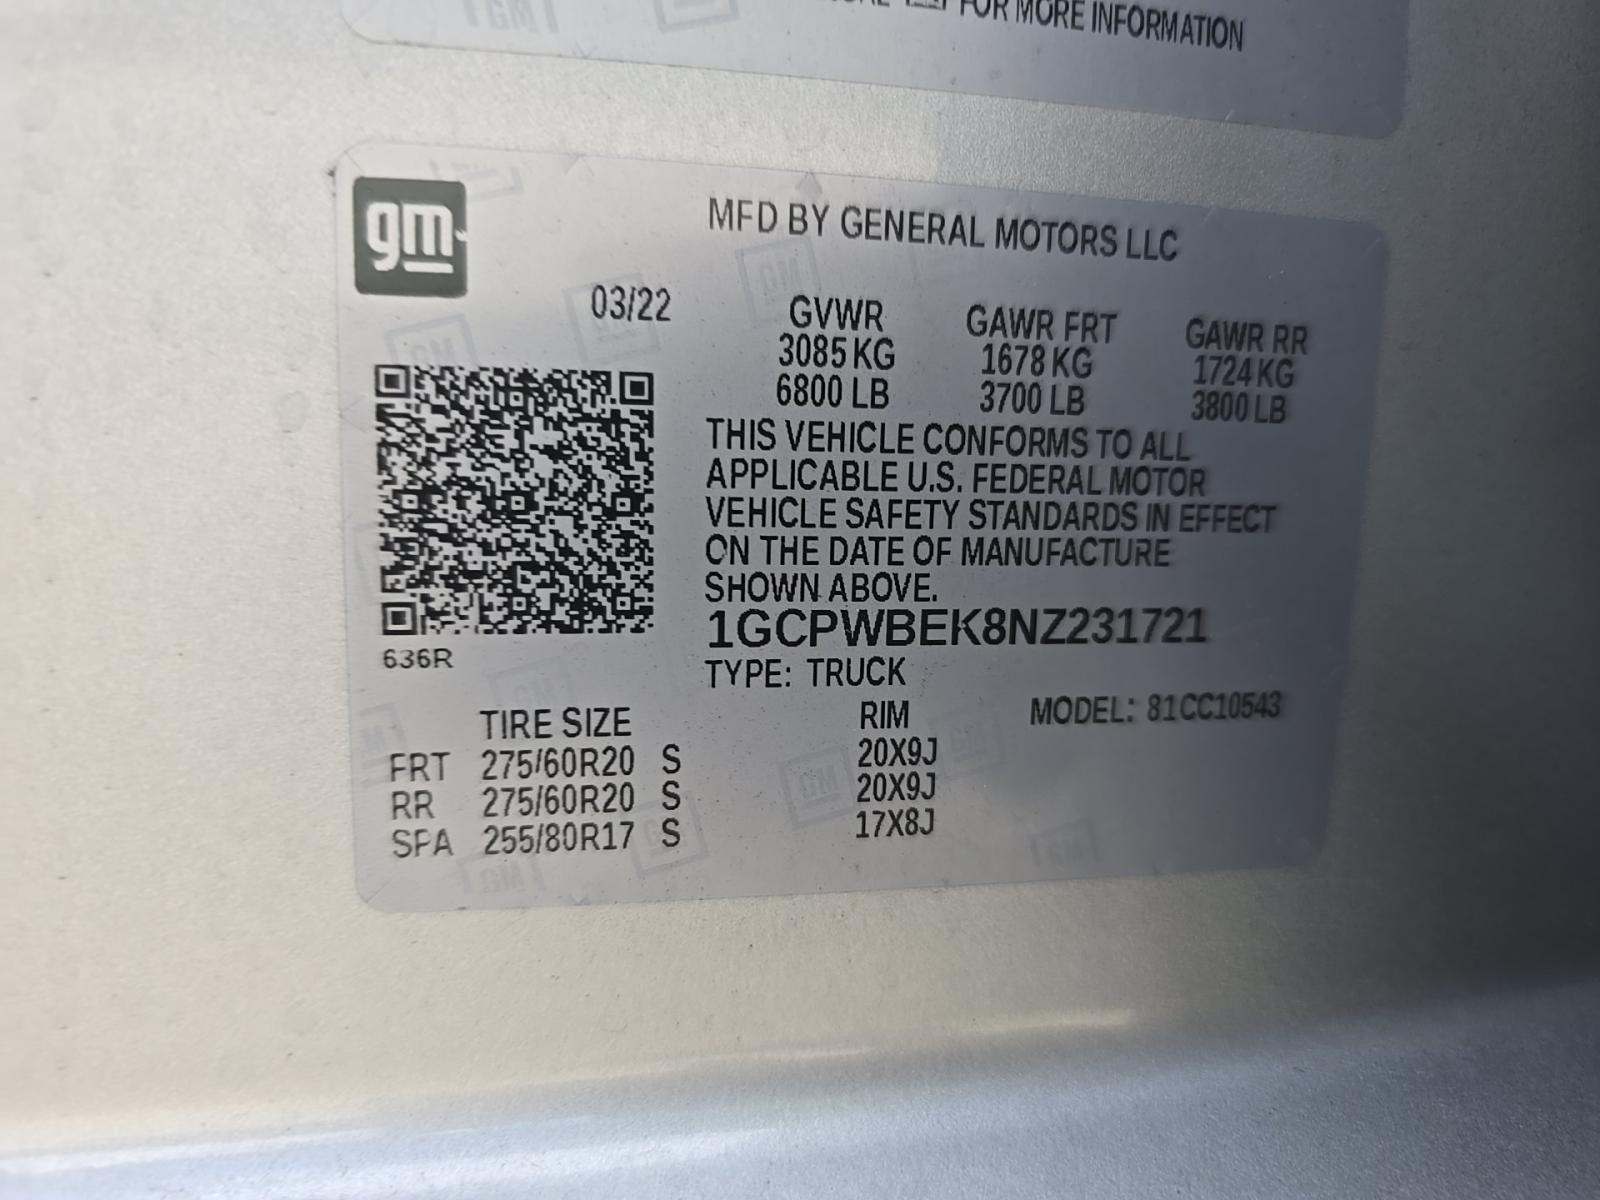 FOR MORE INFORMATION
gm
MFD BY GENERAL MOTORS LLC
03/22
GVWR GAWR FRT GAWR RR
3085 KG 1678 KG 1724 KG
6800 LB 3700 LB 3800 LB
THIS VEHICLE CONFORMS TO ALL
APPLICABLE U.S. FEDERAL MOTOR
VEHICLE SAFETY STANDARDS IN EFFECT
ON THE DATE OF MANUFACTURE
SHOWN ABOVE.
1GCPWBEK8NZ231721
636R
TYPE: TRUCK
TIRE SIZE RIM MODEL: 81CC10543
FRT 275/60R20 S 20X9J
RR 275/60R20 S 20X9J
SPA 255/80R17 S 17X8J